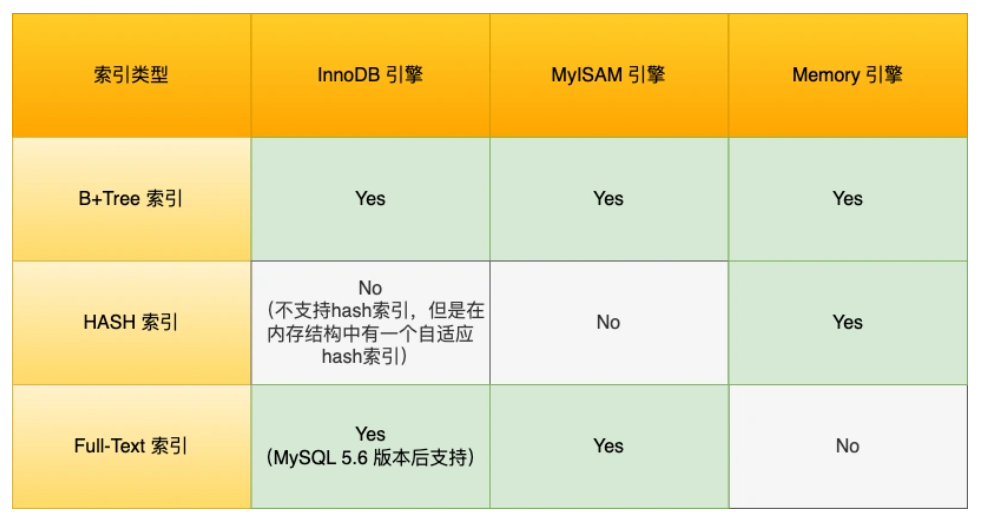 索引类型 InnoDB 引擎 MyISAM 引擎 Memory 引擎
B+Tree 索引 Yes Yes Yes
HASH 索引
No
（不支持hash索引，但是在
内存结构中有一个自适应
hash索引）
No
Yes
Full-Text 索引
Yes
（MySQL 5.6 版本后支持）
Yes
No